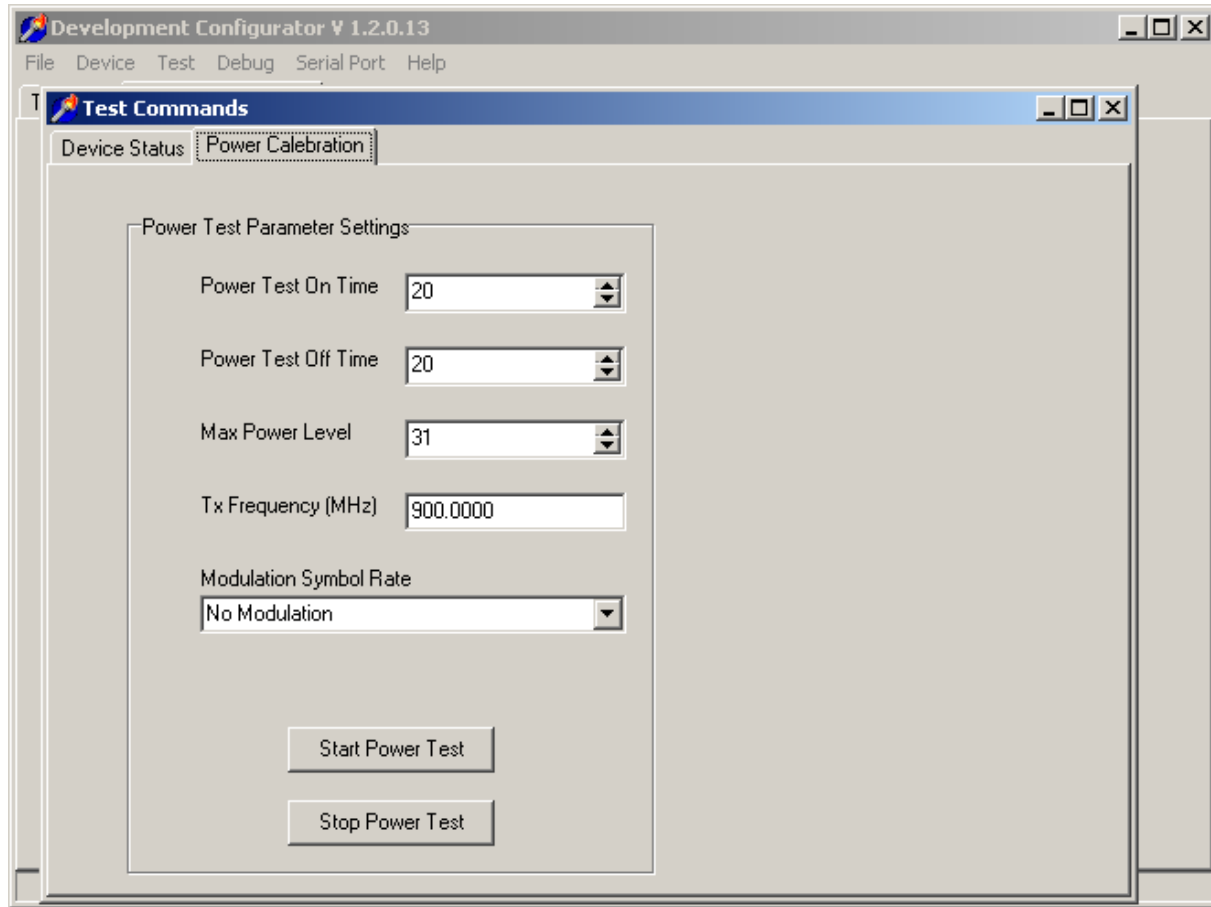 Development Configurator V 1.2.0.13
File Device Test Debug Serial Port Help
T
Test Commands
Device Status Power Calebration
Power Test Parameter Settings
Power Test On Time 20
Power Test Off Time 20
Max Power Level 31
Tx Frequency (MHz) 900.0000
Modulation Symbol Rate
No Modulation
Start Power Test
Stop Power Test